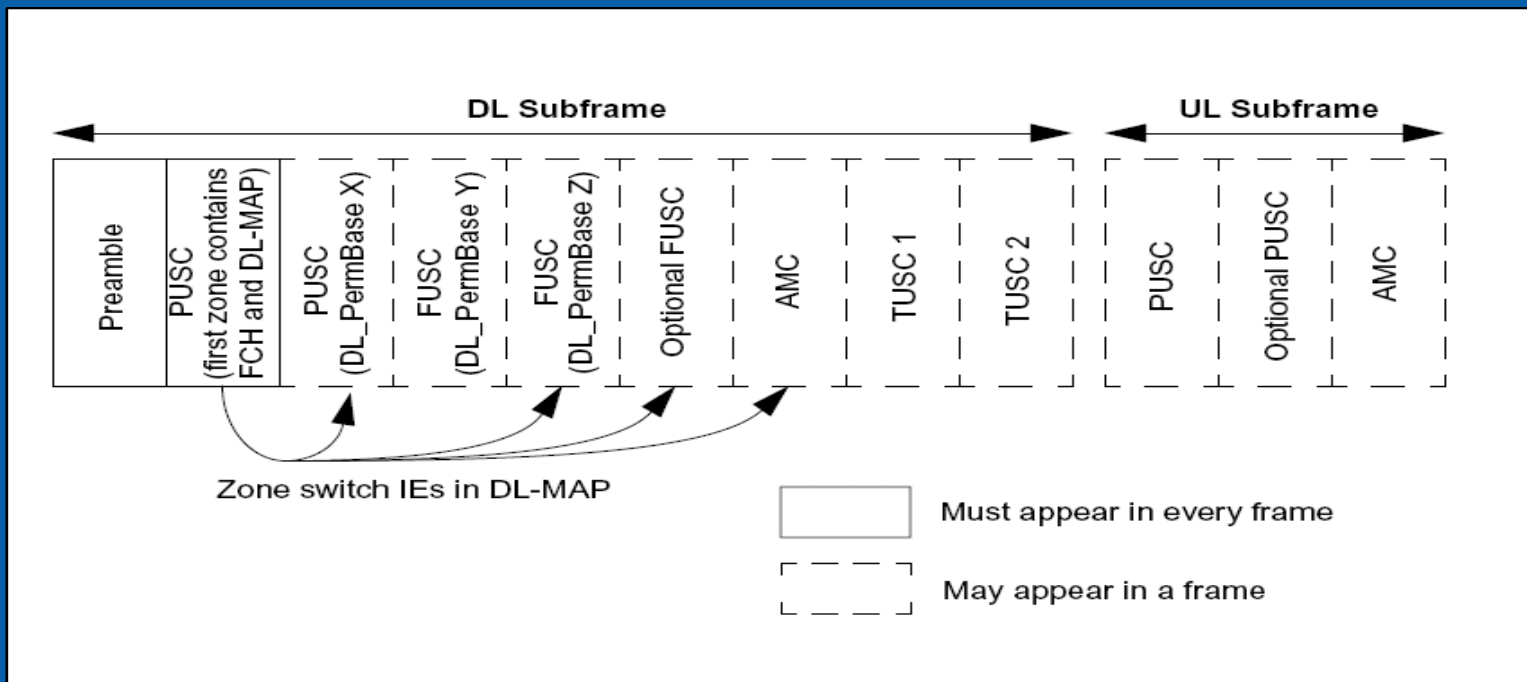 DL Subframe
UL Subframe
Preamble
PUSC
(first zone contains
FCH and DL-MAP)
PUSC
(DL_PermBase X)
FUSC
(DL_PermBase Y)
FUSC
(DL_PermBase Z)
Optional FUSC
AMC
TUSC 1
TUSC 2
PUSC
Optional PUSC
AMC
Zone switch IEs in DL-MAP
Must appear in every frame
May appear in a frame